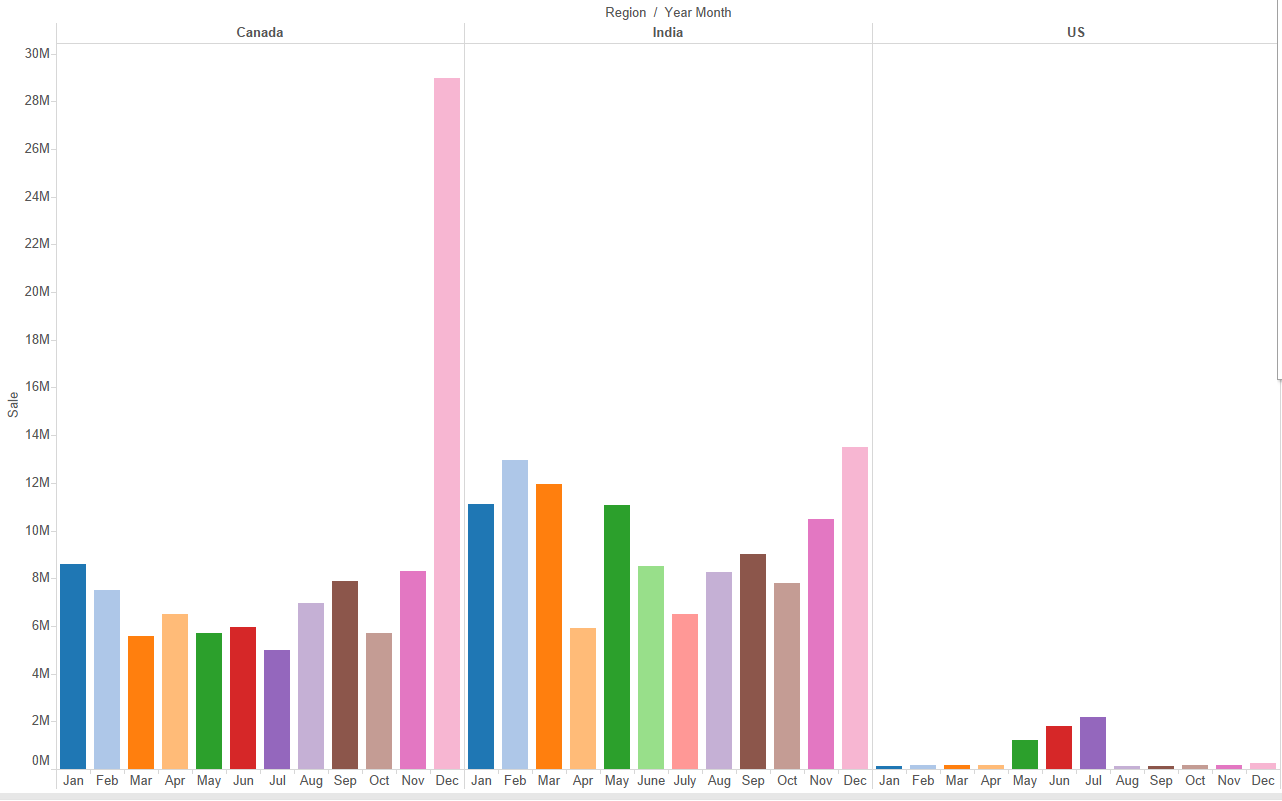 Region / Year Month
Canada India US
30M
28M
26M
24M
22M
20M
18M
16M
Sale
14M
12M
10M
8M
6M
4M
2M
0M
Jan Feb Mar Apr May Jun Jul Aug Sep Oct Nov Dec Jan Feb Mar Apr May June July Aug Sep Oct Nov Dec Jan Feb Mar Apr May Jun Jul Aug Sep Oct Nov Dec